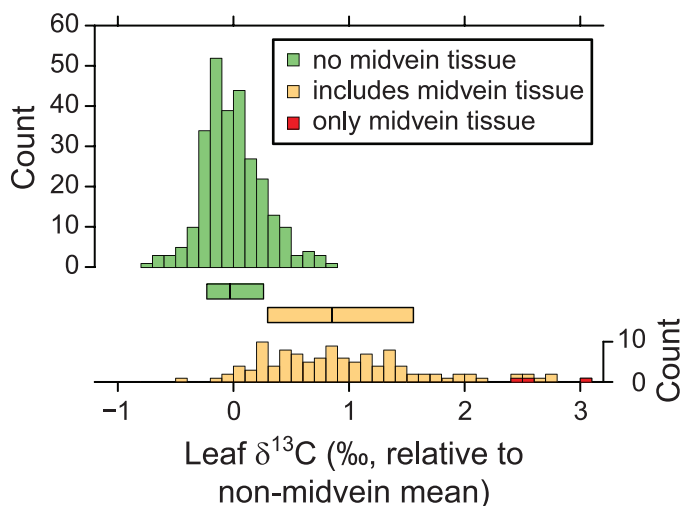 60
50
40
30
20
10
0
Count
no midvein tissue
includes midvein tissue
only midvein tissue
10
0
Count
−1 0 1 2 3
Leaf δ¹³C (‰, relative to
non-midvein mean)